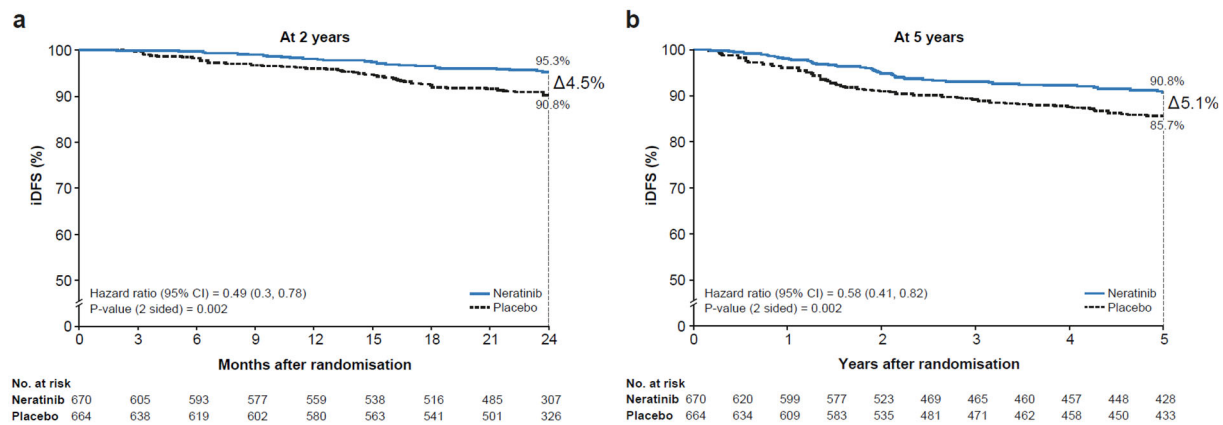 a
At 2 years
100
90
80
70
60
50
0
iDFS (%)
95.3%
Δ4.5%
90.8%
Hazard ratio (95% CI) = 0.49 (0.3, 0.78)
P-value (2 sided) = 0.002
Neratinib
Placebo
0 3 6 9 12 15 18 21 24
Months after randomisation
No. at risk
Neratinib 670 605 593 577 559 538 516 485 307
Placebo 664 638 619 602 580 563 541 501 326
b
At 5 years
100
90
80
70
60
50
0
iDFS (%)
90.8%
Δ5.1%
85.7%
Hazard ratio (95% CI) = 0.58 (0.41, 0.82)
P-value (2 sided) = 0.002
Neratinib
Placebo
0 1 2 3 4 5
Years after randomisation
No. at risk
Neratinib 670 620 599 577 523 469 465 460 457 448 428
Placebo 664 634 609 583 535 481 471 462 458 450 433